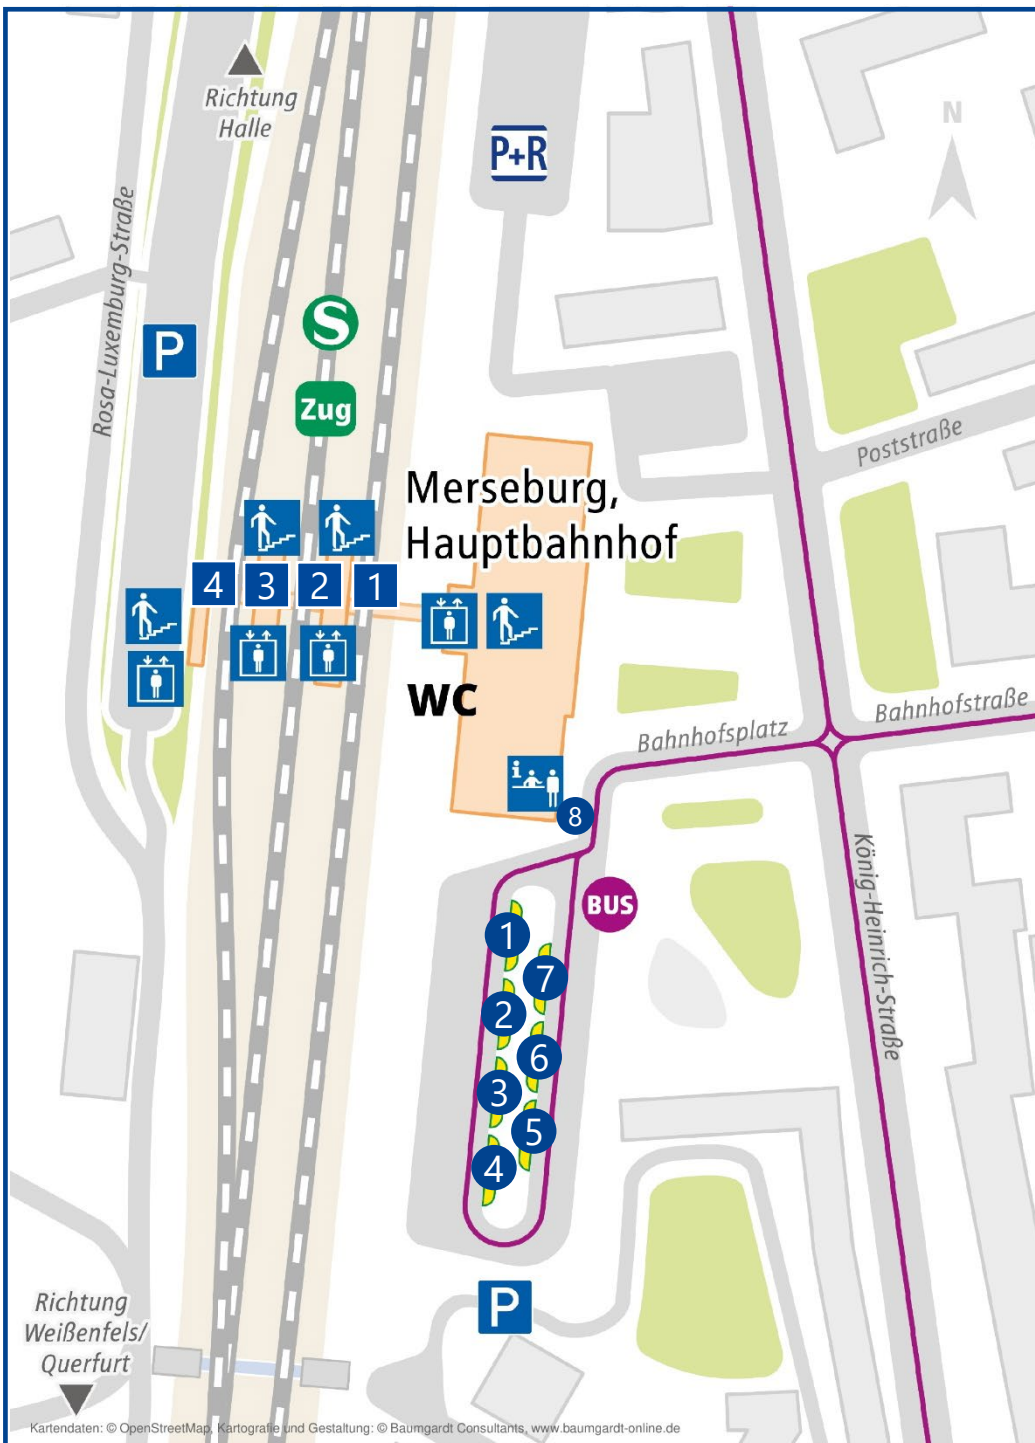 Richtung
Halle
N
P+R
Rosa-Luxemburg-Straße
S
P
Zug
Poststraße
Merseburg,
Hauptbahnhof
4 3 2 1
WC
Bahnhofsplatz
Bahnhofstraße
i
8
König-Heinrich-Straße
BUS
1
7
2
6
3
5
4
P
Richtung
Weißenfels/
Querfurt
Kartendaten: © OpenStreetMap, Kartografie und Gestaltung: © Baumgardt Consultants, www.baumgardt-online.de